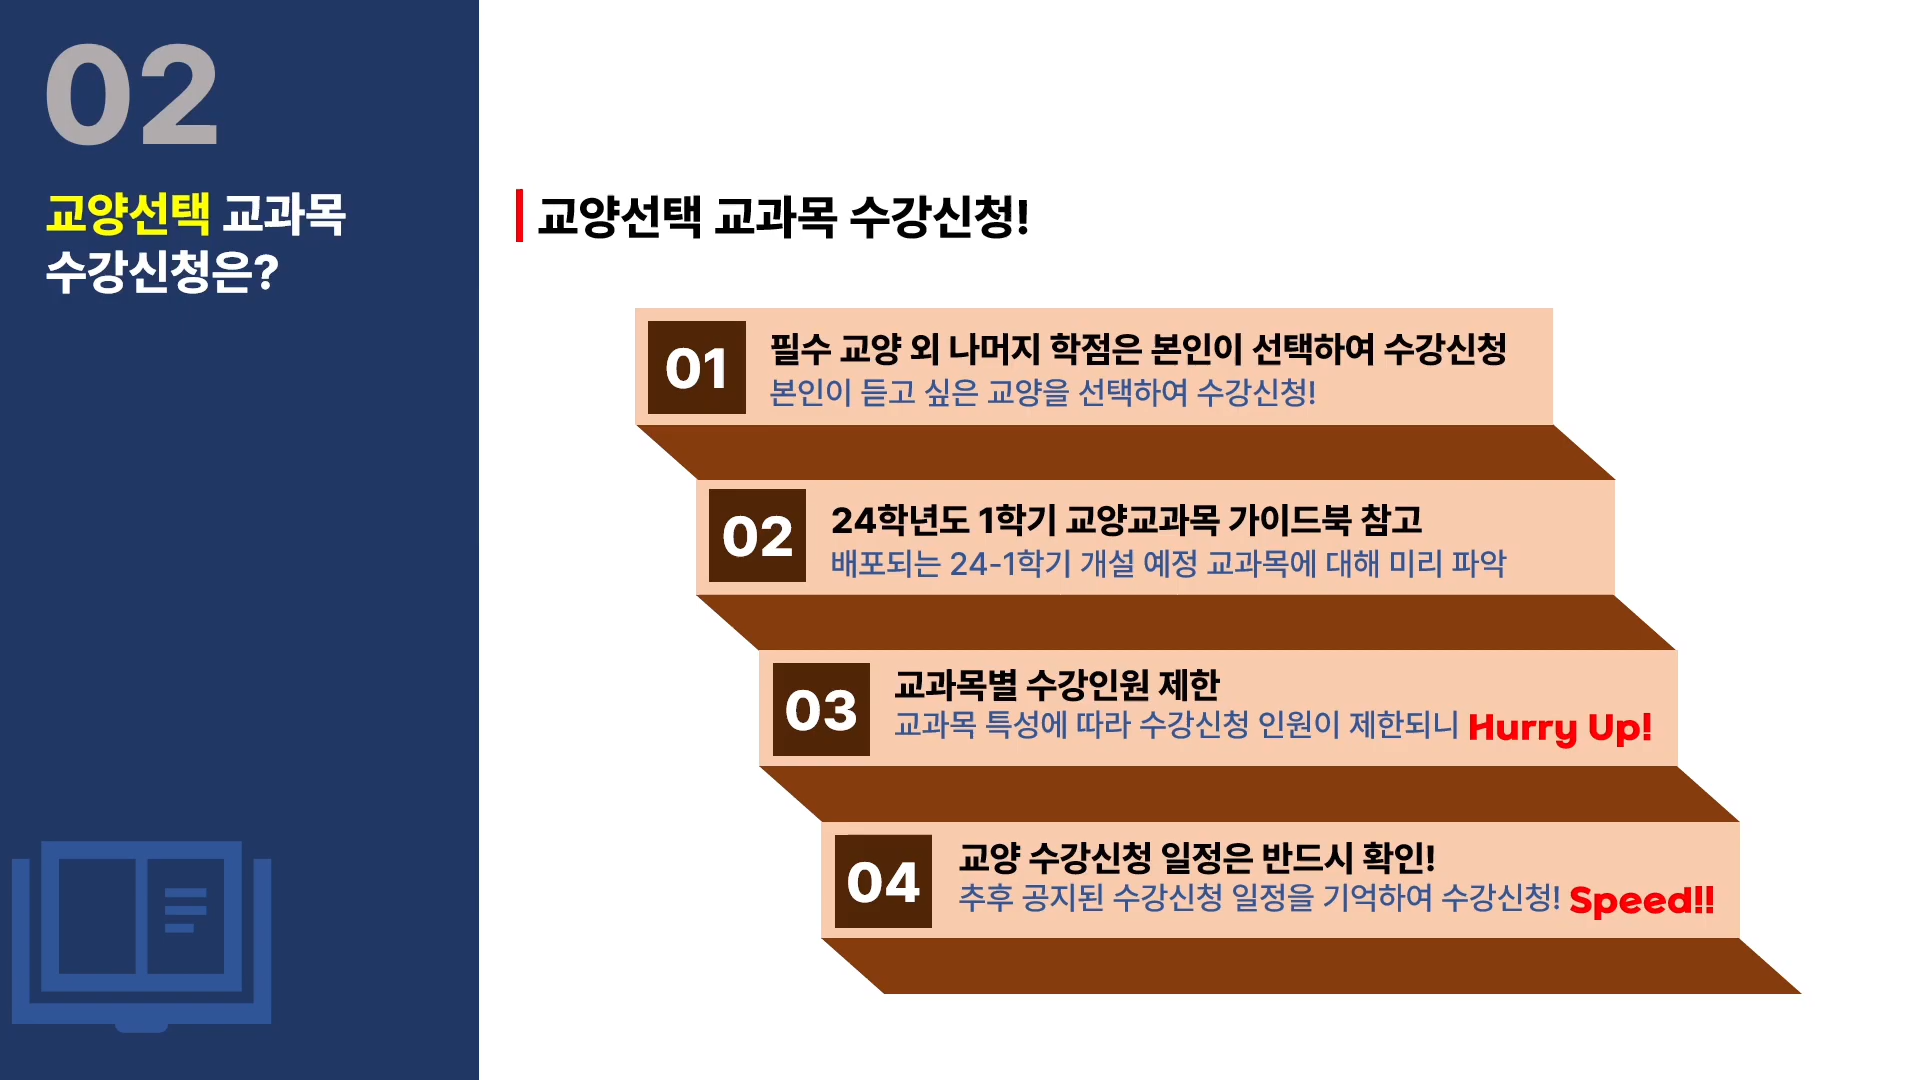 02
교양선택 교과목
수강신청은?
교양선택 교과목 수강신청!
01
필수 교양 외 나머지 학점은 본인이 선택하여 수강신청
본인이 듣고 싶은 교양을 선택하여 수강신청!
02
24학년도 1학기 교양교과목 가이드북 참고
배포되는 24-1학기 개설 예정 교과목에 대해 미리 파악
03
교과목별 수강인원 제한
교과목 특성에 따라 수강신청 인원이 제한되니 Hurry Up!
04
교양 수강신청 일정은 반드시 확인!
추후 공지된 수강신청 일정을 기억하여 수강신청! Speed!!